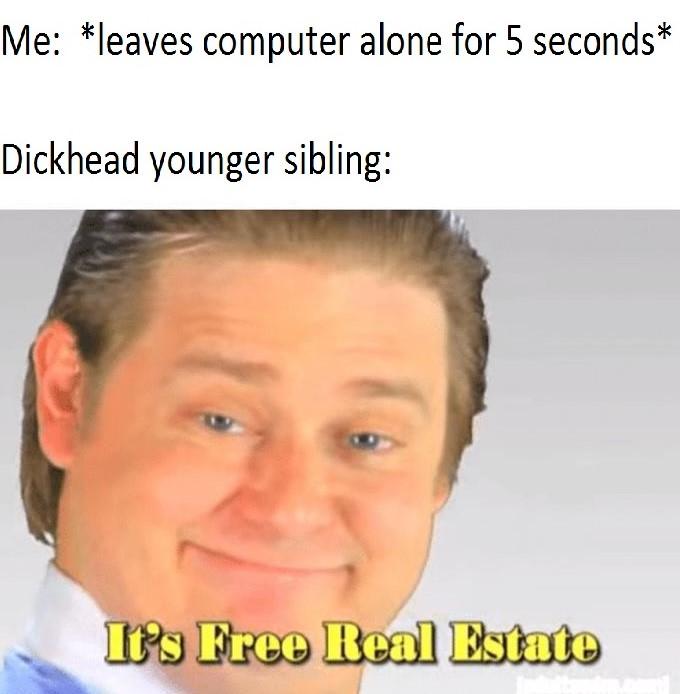 Me: *leaves computer alone for 5 seconds*
Dickhead younger sibling:
It's Free Real Estate